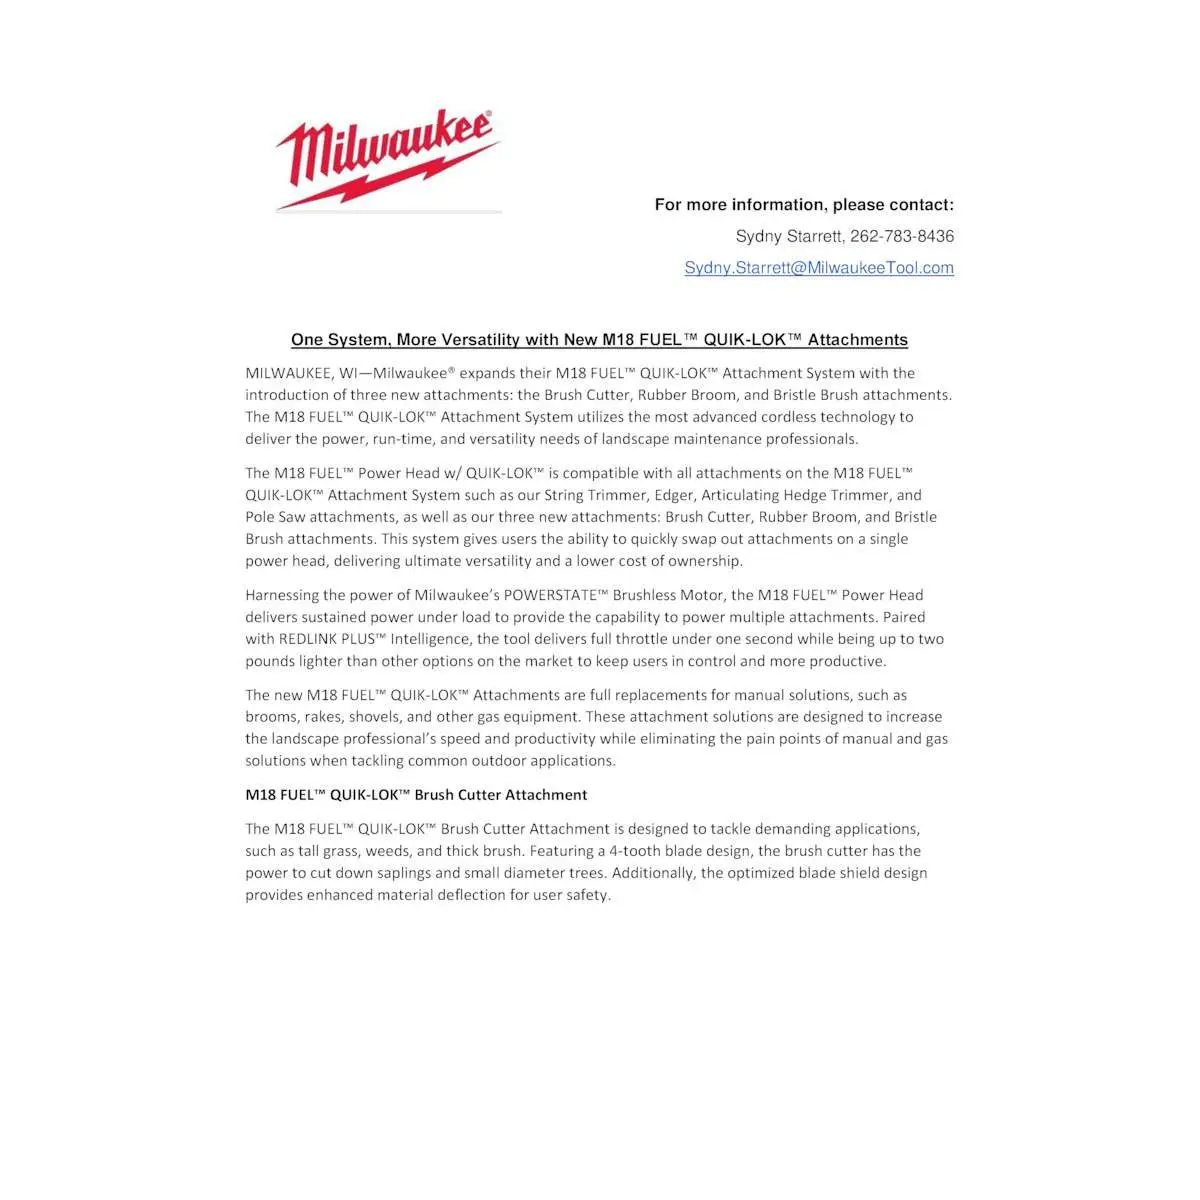 Milwaukee®
For more information, please contact:
Sydny Starrett, 262-783-8436
Sydny.Starrett@MilwaukeeTool.com
One System, More Versatility with New M18 FUEL™ QUIK-LOK™ Attachments
MILWAUKEE, WI—Milwaukee® expands their M18 FUEL™ QUIK-LOK™ Attachment System with the
introduction of three new attachments: the Brush Cutter, Rubber Broom, and Bristle Brush attachments.
The M18 FUEL™ QUIK-LOK™ Attachment System utilizes the most advanced cordless technology to
deliver the power, run-time, and versatility needs of landscape maintenance professionals.
The M18 FUEL™ Power Head w/ QUIK-LOK™ is compatible with all attachments on the M18 FUEL™
QUIK-LOK™ Attachment System such as our String Trimmer, Edger, Articulating Hedge Trimmer, and
Pole Saw attachments, as well as our three new attachments: Brush Cutter, Rubber Broom, and Bristle
Brush attachments. This system gives users the ability to quickly swap out attachments on a single
power head, delivering ultimate versatility and a lower cost of ownership.
Harnessing the power of Milwaukee’s POWERSTATE™ Brushless Motor, the M18 FUEL™ Power Head
delivers sustained power under load to provide the capability to power multiple attachments. Paired
with REDLINK PLUS™ Intelligence, the tool delivers full throttle under one second while being up to two
pounds lighter than other options on the market to keep users in control and more productive.
The new M18 FUEL™ QUIK-LOK™ Attachments are full replacements for manual solutions, such as
brooms, rakes, shovels, and other gas equipment. These attachment solutions are designed to increase
the landscape professional’s speed and productivity while eliminating the pain points of manual and gas
solutions when tackling common outdoor applications.
M18 FUEL™ QUIK-LOK™ Brush Cutter Attachment
The M18 FUEL™ QUIK-LOK™ Brush Cutter Attachment is designed to tackle demanding applications,
such as tall grass, weeds, and thick brush. Featuring a 4-tooth blade design, the brush cutter has the
power to cut down saplings and small diameter trees. Additionally, the optimized blade shield design
provides enhanced material deflection for user safety.